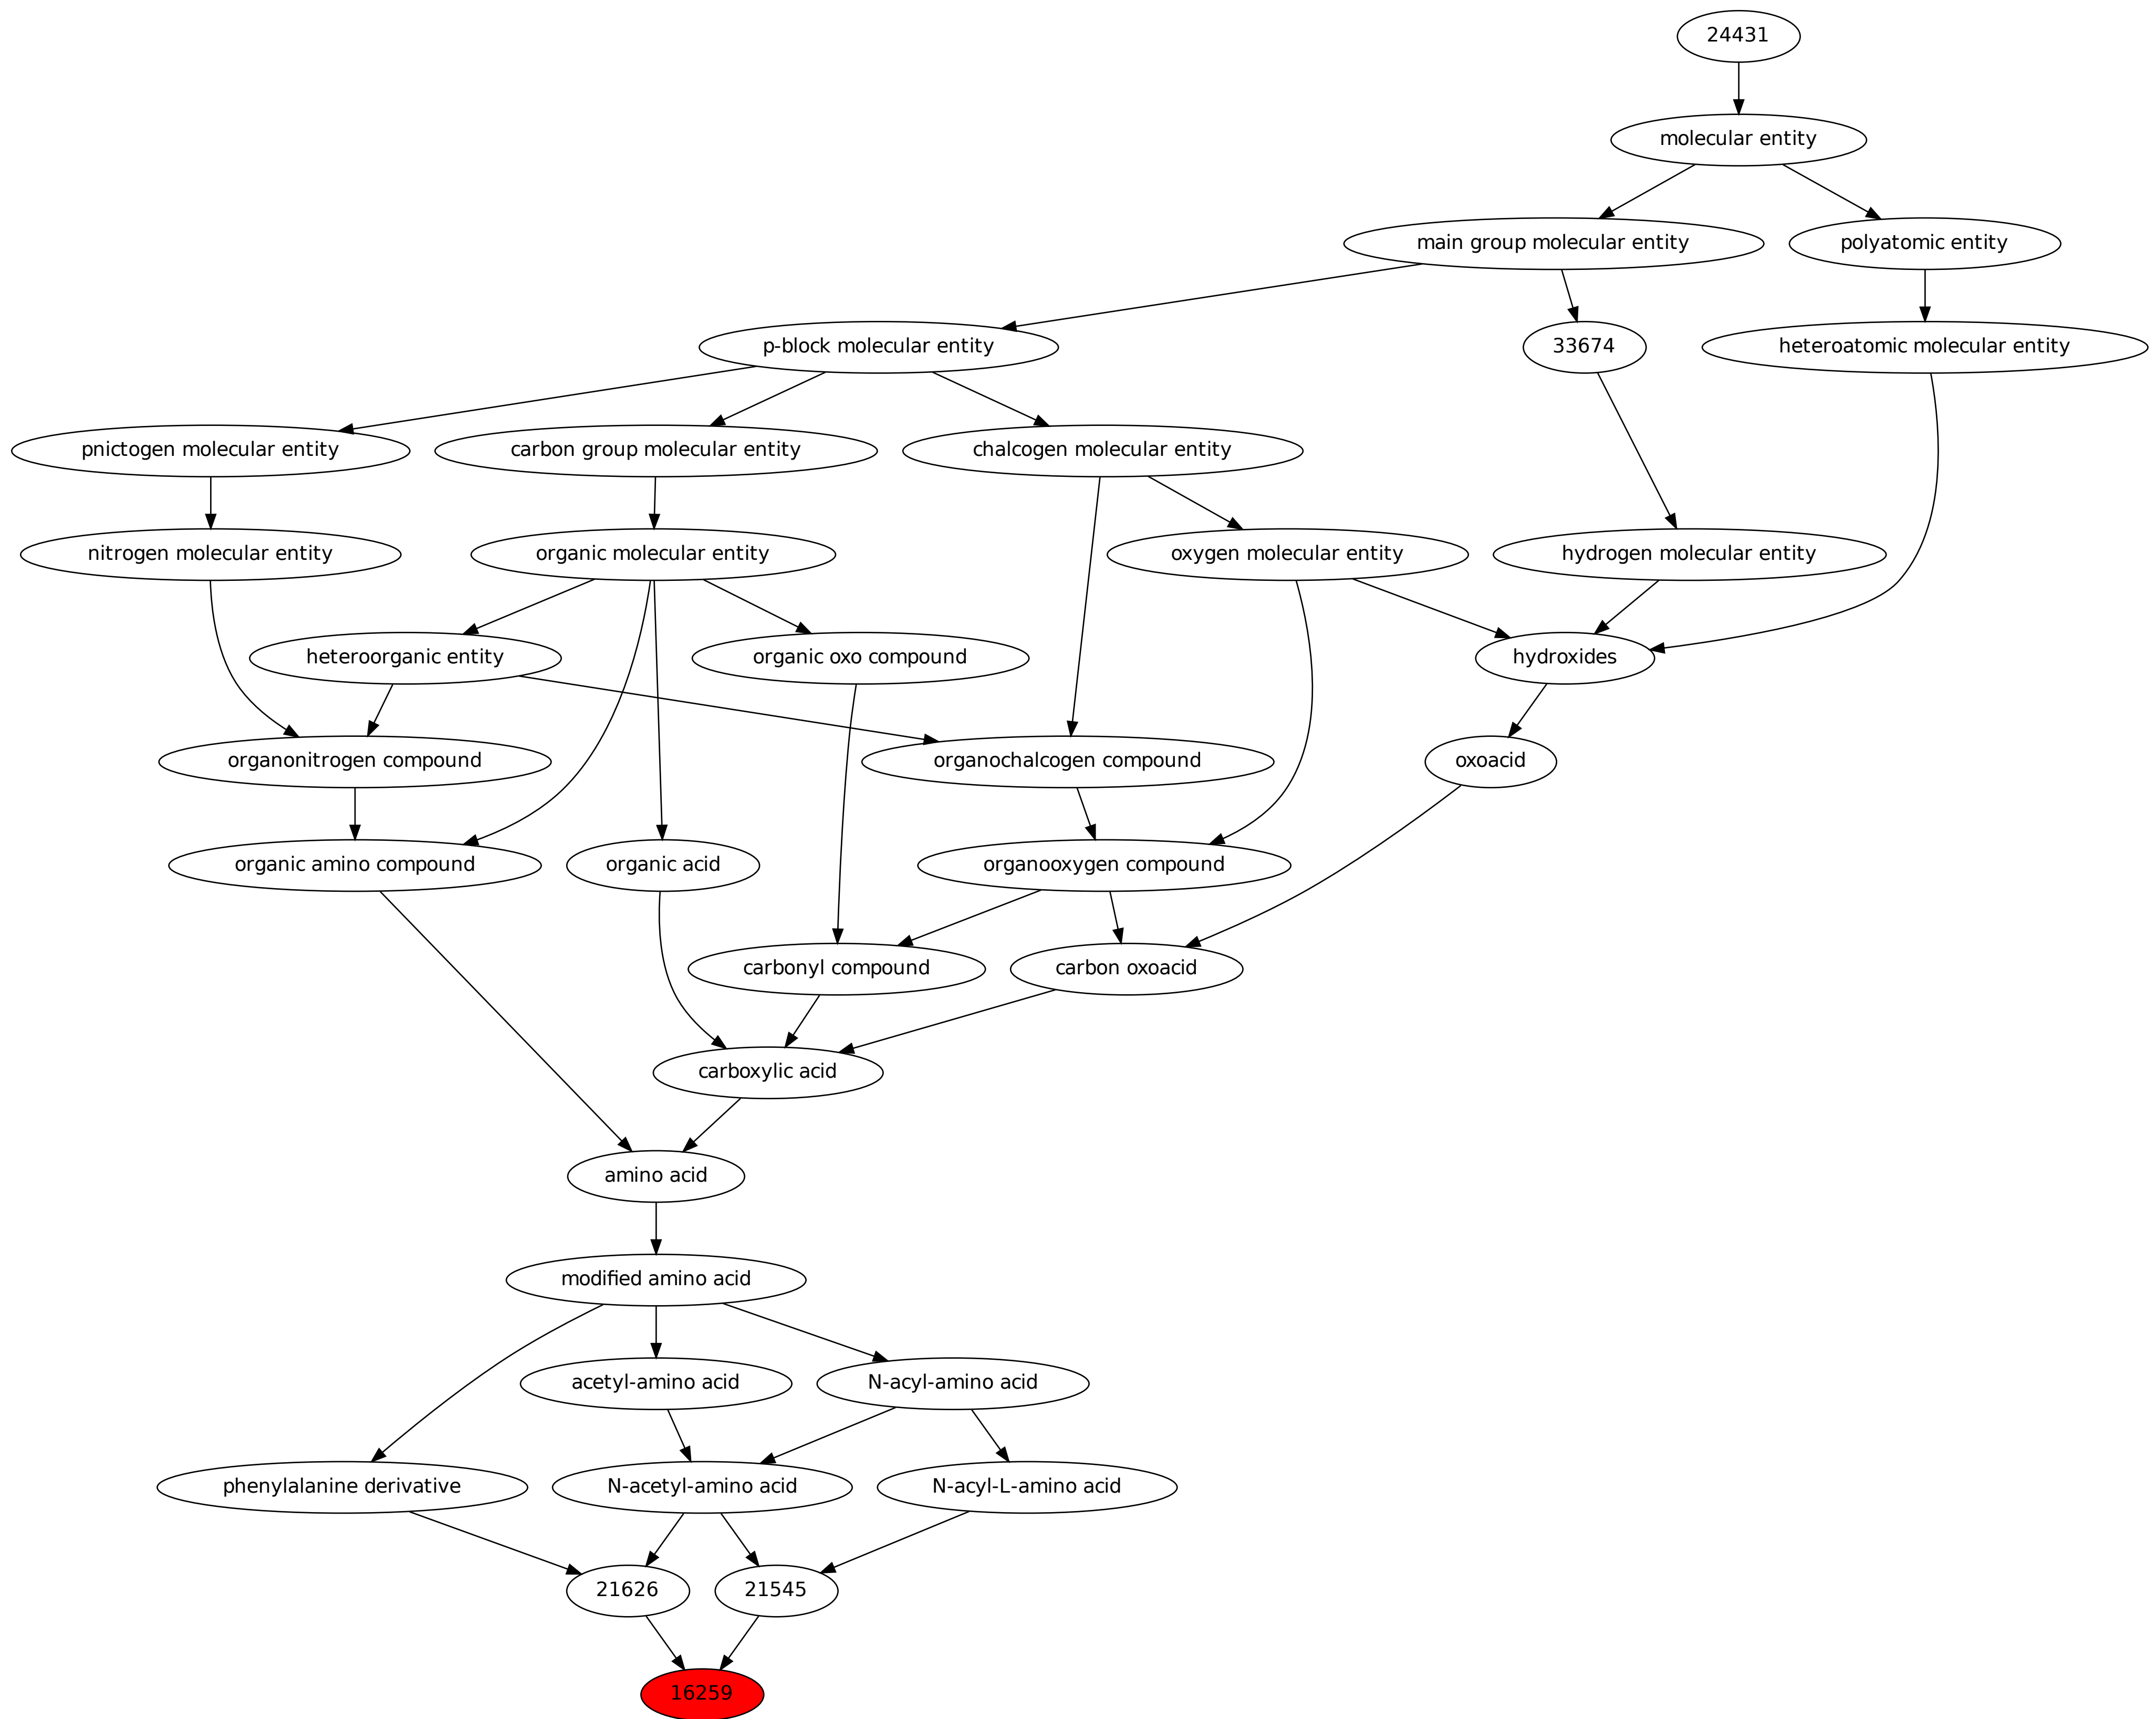 24431
molecular entity
main group molecular entity
polyatomic entity
p-block molecular entity
33674
heteroatomic molecular entity
pnictogen molecular entity
carbon group molecular entity
chalcogen molecular entity
nitrogen molecular entity
organic molecular entity
oxygen molecular entity
hydrogen molecular entity
heteroorganic entity
organic oxo compound
hydroxides
organonitrogen compound
organochalcogen compound
oxoacid
organic amino compound
organic acid
organooxygen compound
carbonyl compound
carbon oxoacid
carboxylic acid
amino acid
modified amino acid
acetyl-amino acid
N-acyl-amino acid
phenylalanine derivative
N-acetyl-amino acid
N-acyl-L-amino acid
21626
21545
16259